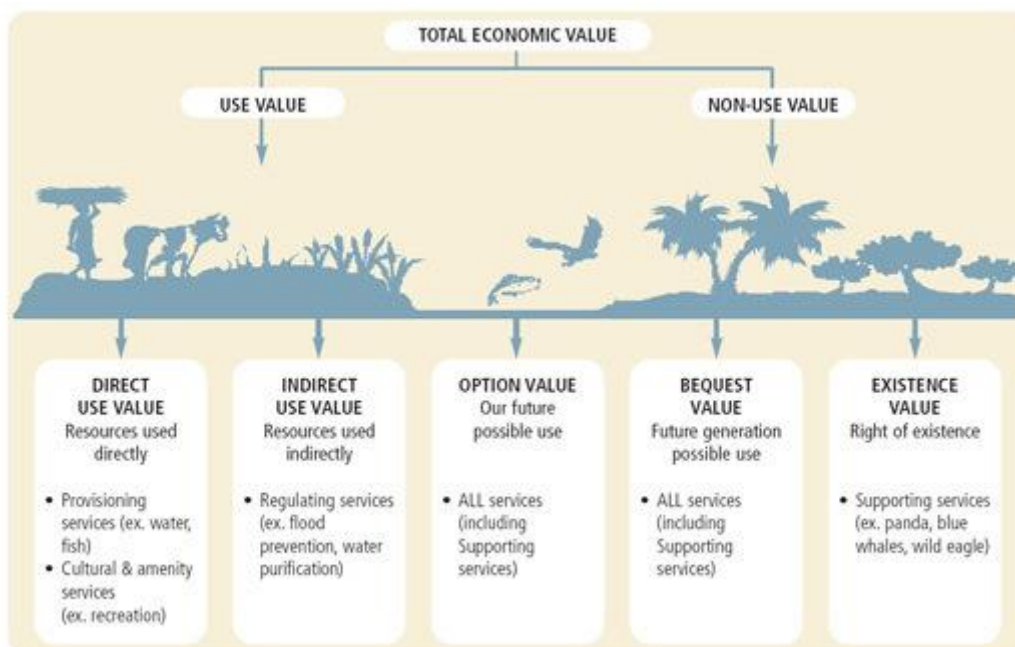 TOTAL ECONOMIC VALUE
USE VALUE
NON-USE VALUE
DIRECT
USE VALUE
Resources used
directly
• Provisioning
services (ex. water,
fish)
• Cultural & amenity
services
(ex. recreation)
INDIRECT
USE VALUE
Resources used
indirectly
• Regulating services
(ex. flood
prevention, water
purification)
OPTION VALUE
Our future
possible use
• ALL services
(including
Supporting
services)
BEQUEST
VALUE
Future generation
possible use
• ALL services
(including
Supporting
services)
EXISTENCE
VALUE
Right of existence
• Supporting services
(ex. panda, blue
whales, wild eagle)